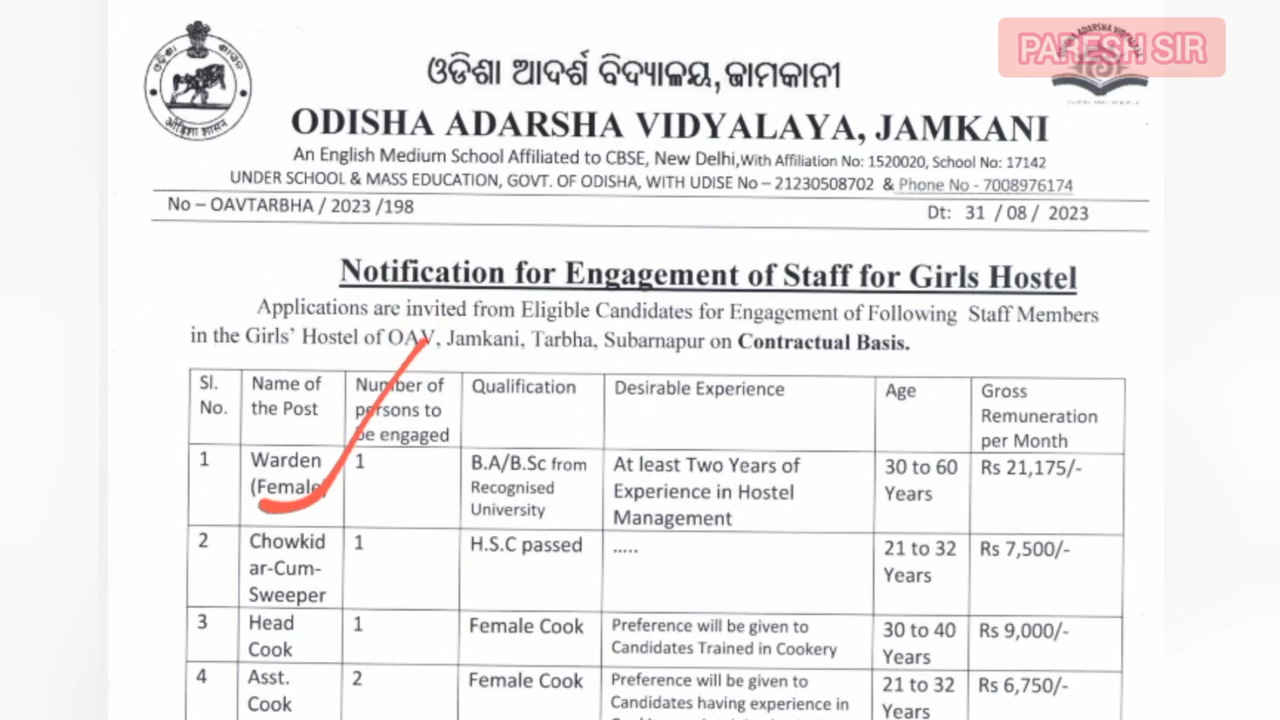 PARESH SIR
ଓଡିଶା ଆଦର୍ଶ ବିଦ୍ୟାଳୟ, ଜାମକାନୀ
ODISHA ADARSHA VIDYALAYA, JAMKANI
An English Medium School Affiliated to CBSE, New Delhi,With Affiliation No: 1520020, School No: 17142
UNDER SCHOOL & MASS EDUCATION, GOVT. OF ODISHA, WITH UDISE No – 21230508702 & Phone No - 7008976174
No – OAVTARBHA / 2023 /198 Dt: 31 /08 / 2023
Notification for Engagement of Staff for Girls Hostel
Applications are invited from Eligible Candidates for Engagement of Following Staff Members
in the Girls' Hostel of OAV, Jamkani, Tarbha, Subarnapur on Contractual Basis.
Sl. Name of Number of Qualification Desirable Experience Age Gross
No. the Post persons to Remuneration
be engaged per Month
1 Warden 1 B.A/B.Sc from At least Two Years of 30 to 60 Rs 21,175/-
(Female) Recognised Experience in Hostel Years
University Management
2 Chowkid 1 H.S.C passed ..... 21 to 32 Rs 7,500/-
ar-Cum- Years
Sweeper
3 Head 1 Female Cook Preference will be given to 30 to 40 Rs 9,000/-
Cook Candidates Trained in Cookery Years
4 Asst. 2 Female Cook Preference will be given to 21 to 32 Rs 6,750/-
Cook Candidates having experience in Years